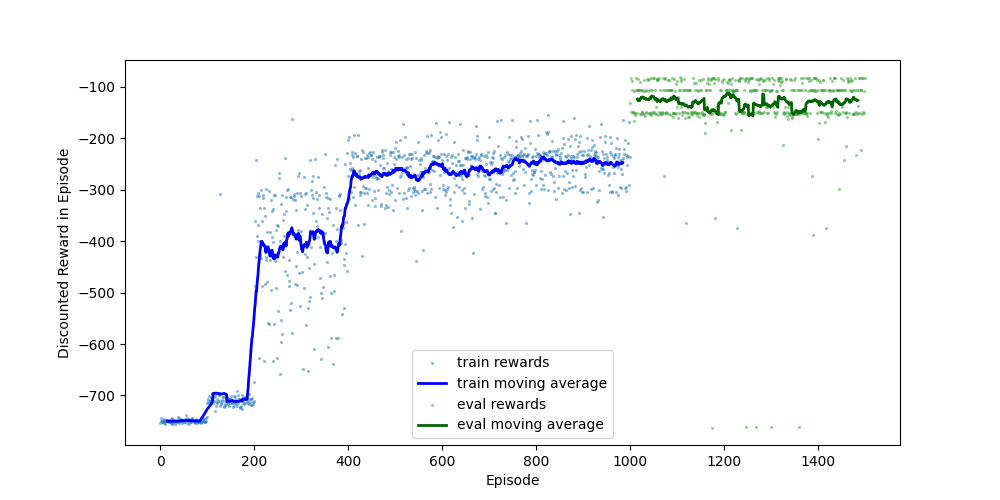 −100
−200
−300
−400
−500
−600
−700
Discounted Reward in Episode
train rewards
train moving average
eval rewards
eval moving average
0 200 400 600 800 1000 1200 1400
Episode